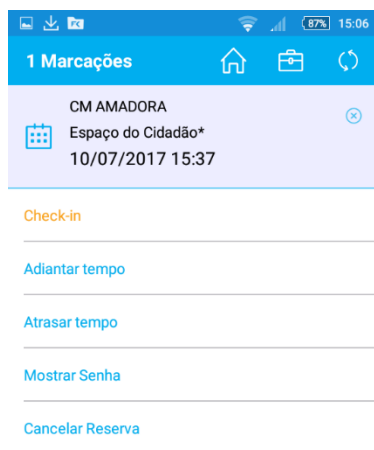 87% 15:06
1 Marcações
CM AMADORA
Espaço do Cidadão*
10/07/2017 15:37
Check-in
Adiantar tempo
Atrasar tempo
Mostrar Senha
Cancelar Reserva